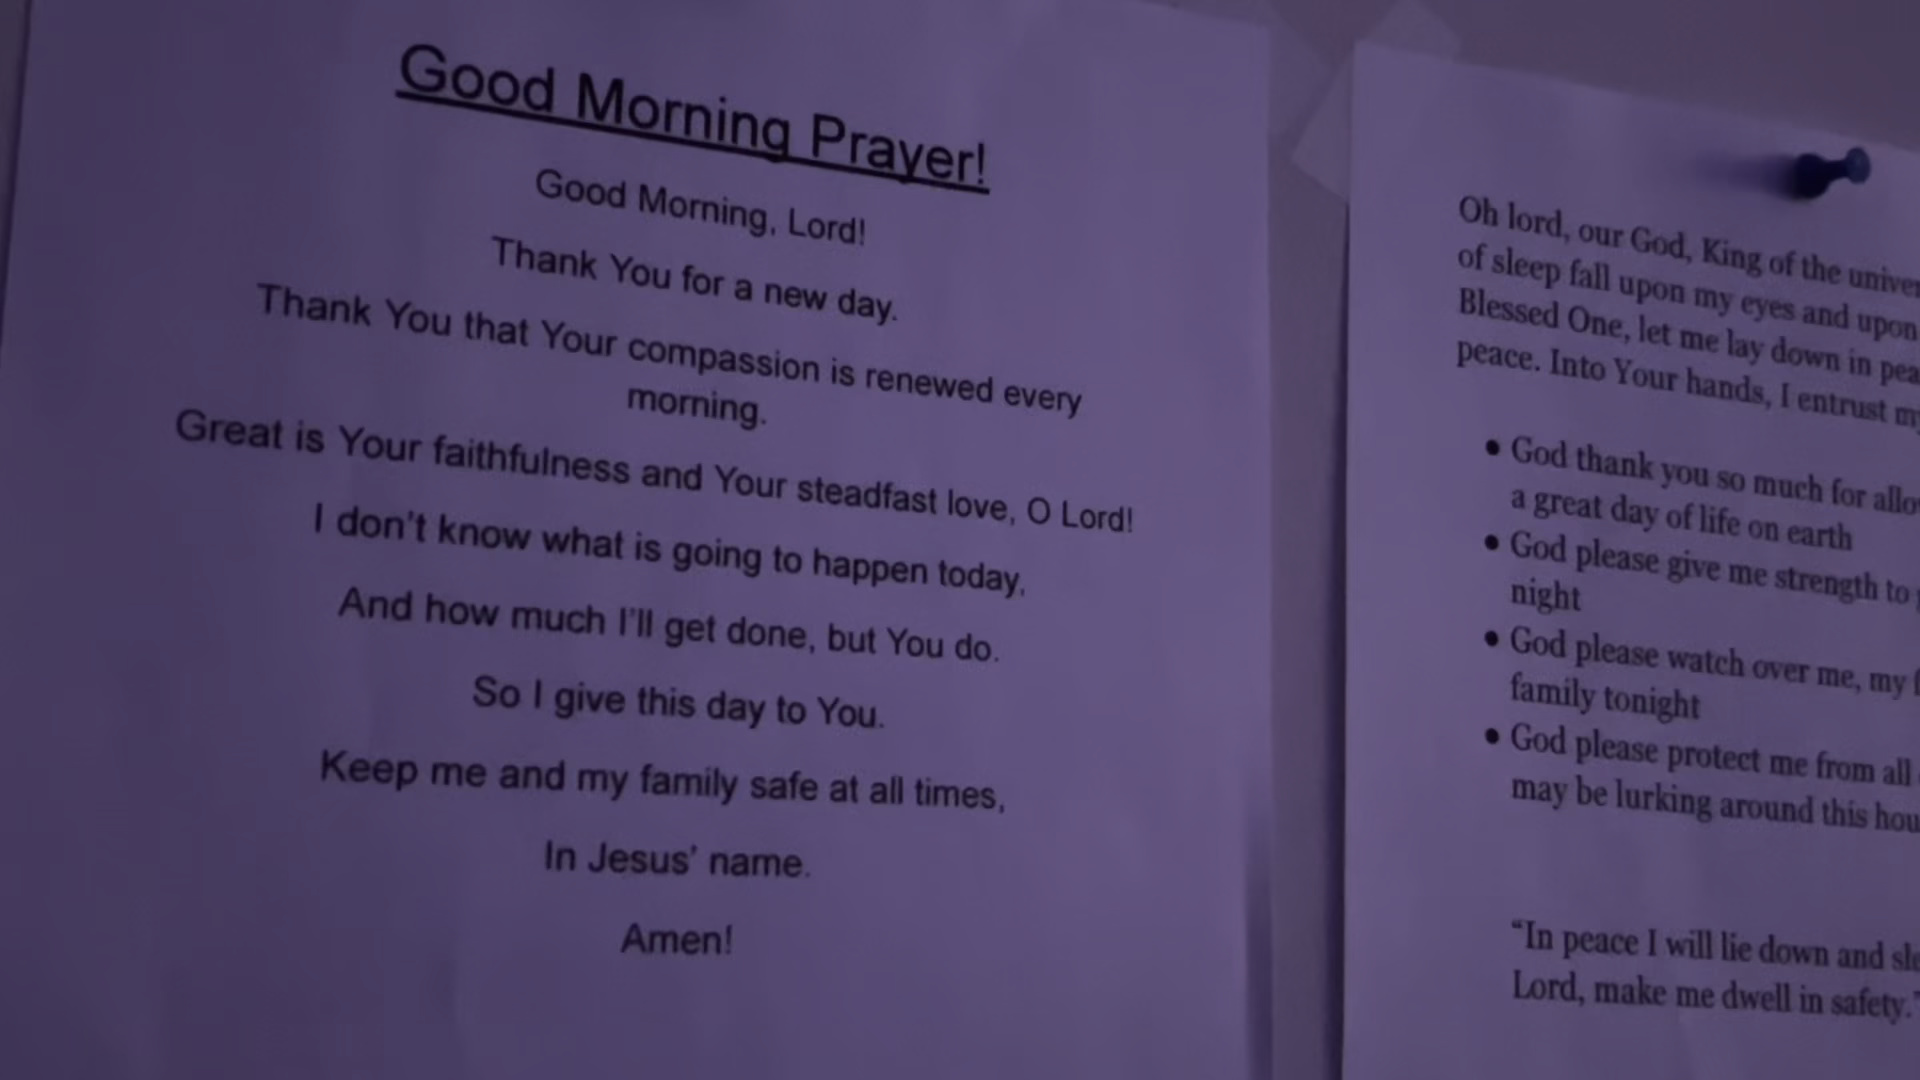 Good Morning Prayer!
Good Morning, Lord!
Thank You for a new day.
Thank You that Your compassion is renewed every
morning.
Great is Your faithfulness and Your steadfast love, O Lord!
I don't know what is going to happen today,
And how much I'll get done, but You do.
So I give this day to You.
Keep me and my family safe at all times,
In Jesus' name.
Amen!
Oh lord, our God, King of the
of sleep fall upon my eyes and upon
Blessed One, let me lay down in
peace. Into Your hands, I entrust
• God thank you so much for
a great day of life on earth
• God please give me strength to
night
• God please watch over me, my
family tonight
• God please protect me from all
may be lurking around this
“In peace I will lie down and
Lord, make me dwell in safety.”